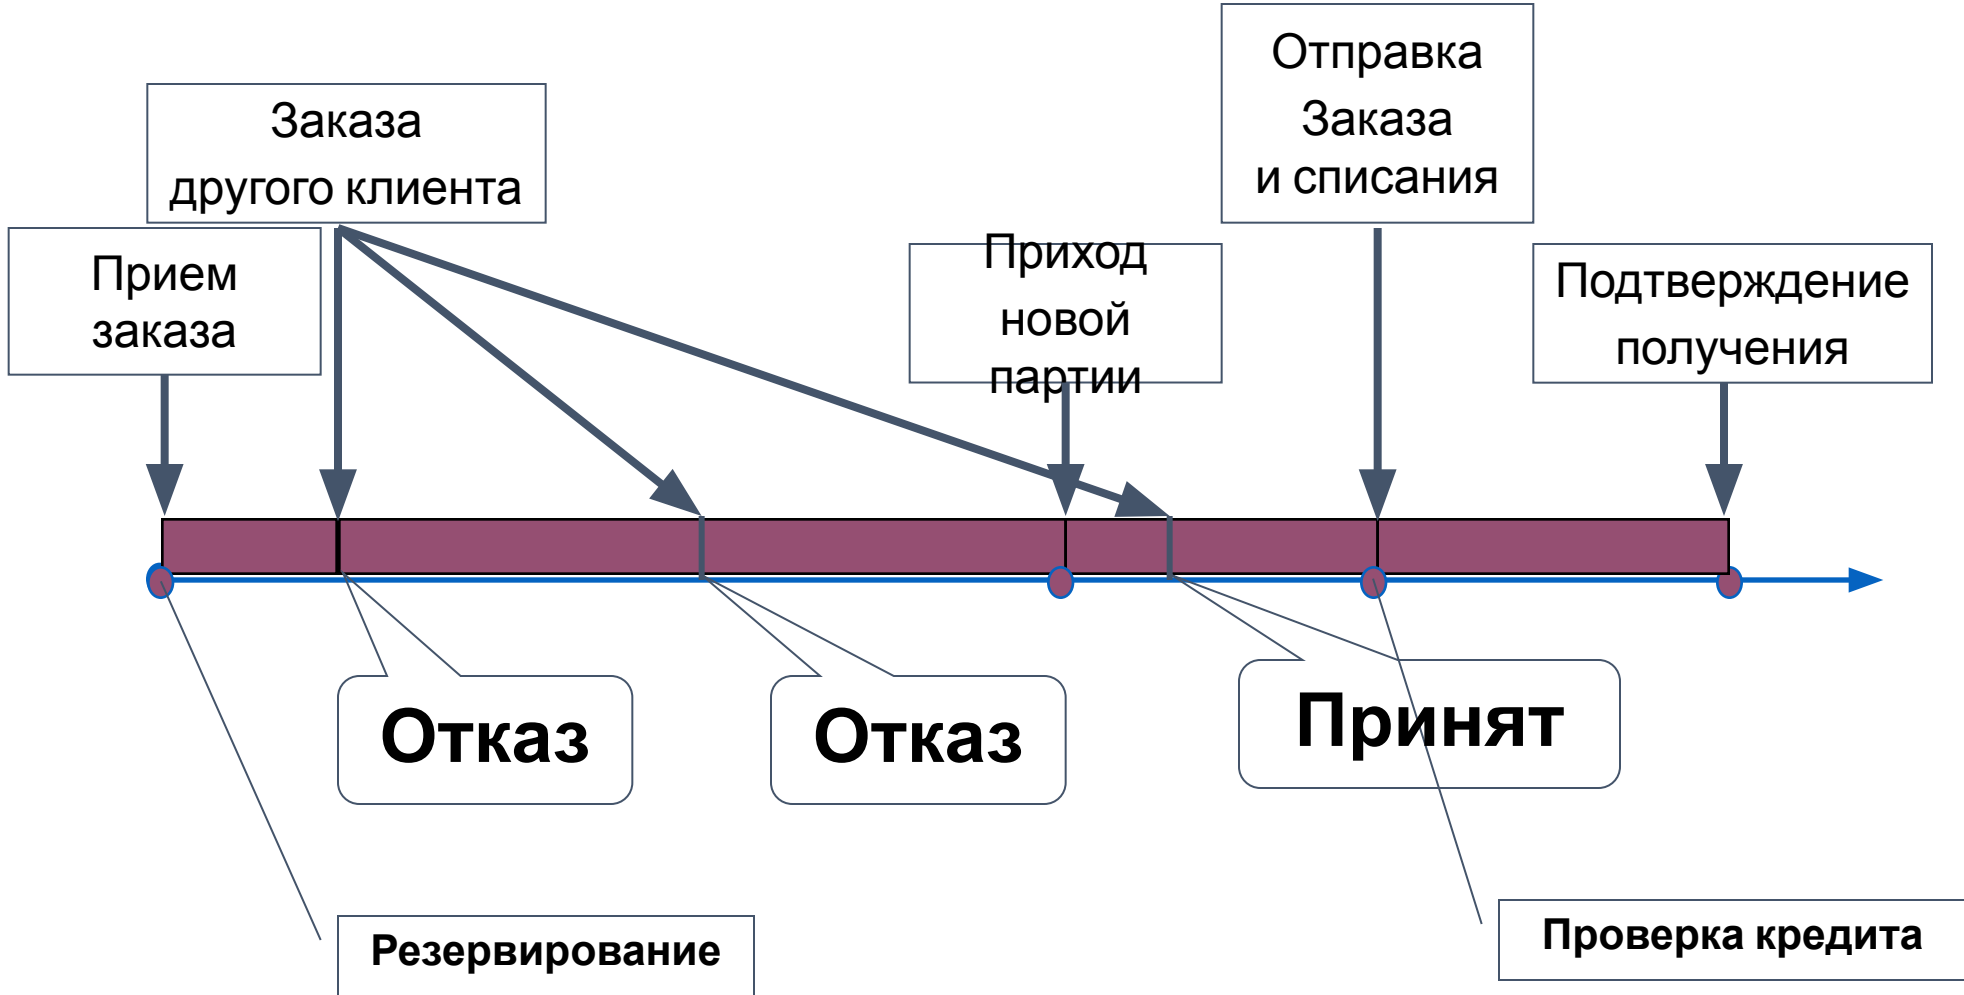 Отправка
Заказа
и списания
Заказа
другого клиента
Прием
заказа
Приход
новой
партии
Подтверждение
получения
Отказ
Отказ
Принят
Резервирование
Проверка кредита